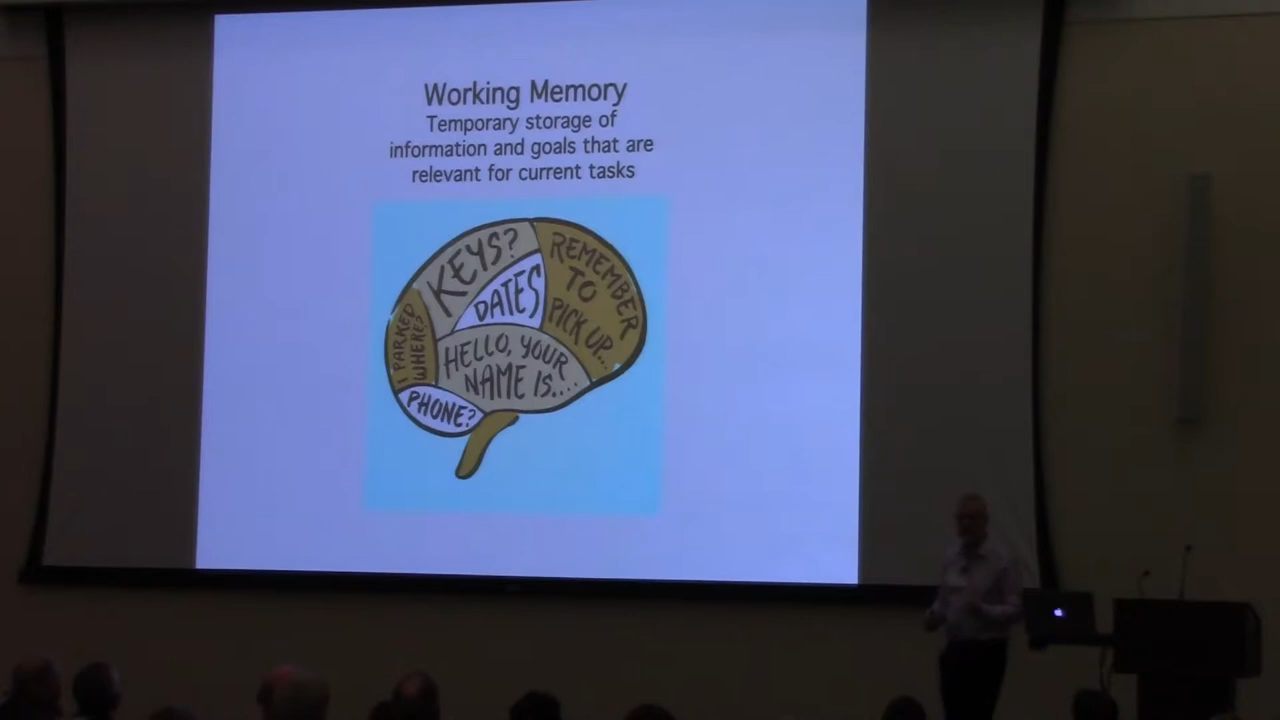 Working Memory
Temporary storage of
information and goals that are
relevant for current tasks
KEYS?
REMEMBER
TO
PICK UP...
DATES
I PARKED
WHERE?
HELLO, YOUR
NAME IS....
PHONE?